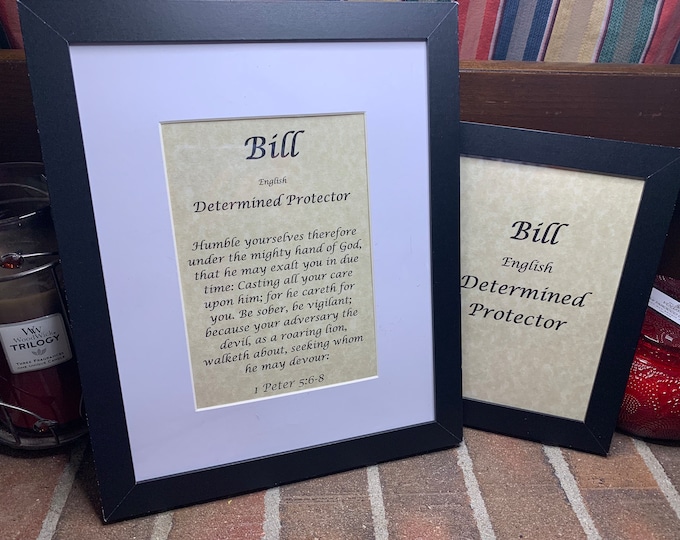 Bill
English
Determined Protector
Humble yourselves therefore
under the mighty hand of God,
that he may exalt you in due
time: Casting all your care
upon him; for he careth for
you. Be sober, be vigilant;
because your adversary the
devil, as a roaring lion,
walketh about, seeking whom
he may devour:
1 Peter 5:6-8
Bill
English
Determined
Protector
WW
WoodWick
TRILOGY